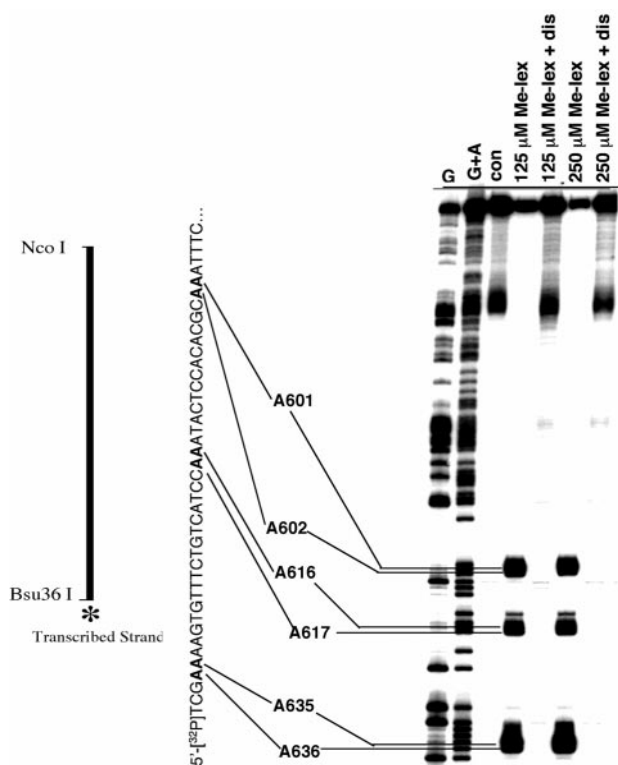 G
G+A
con
125 μM Me-lex
125 μM Me-lex + dis
250 μM Me-lex
250 μM Me-lex + dis
Nco I
Bsu36 I
*
Transcribed Strand
5'-[³²P]TCGAAAAGTGTTTCTGTCATCCAAATACTCCACACGCAAATTTC...
A601
A602
A616
A617
A635
A636